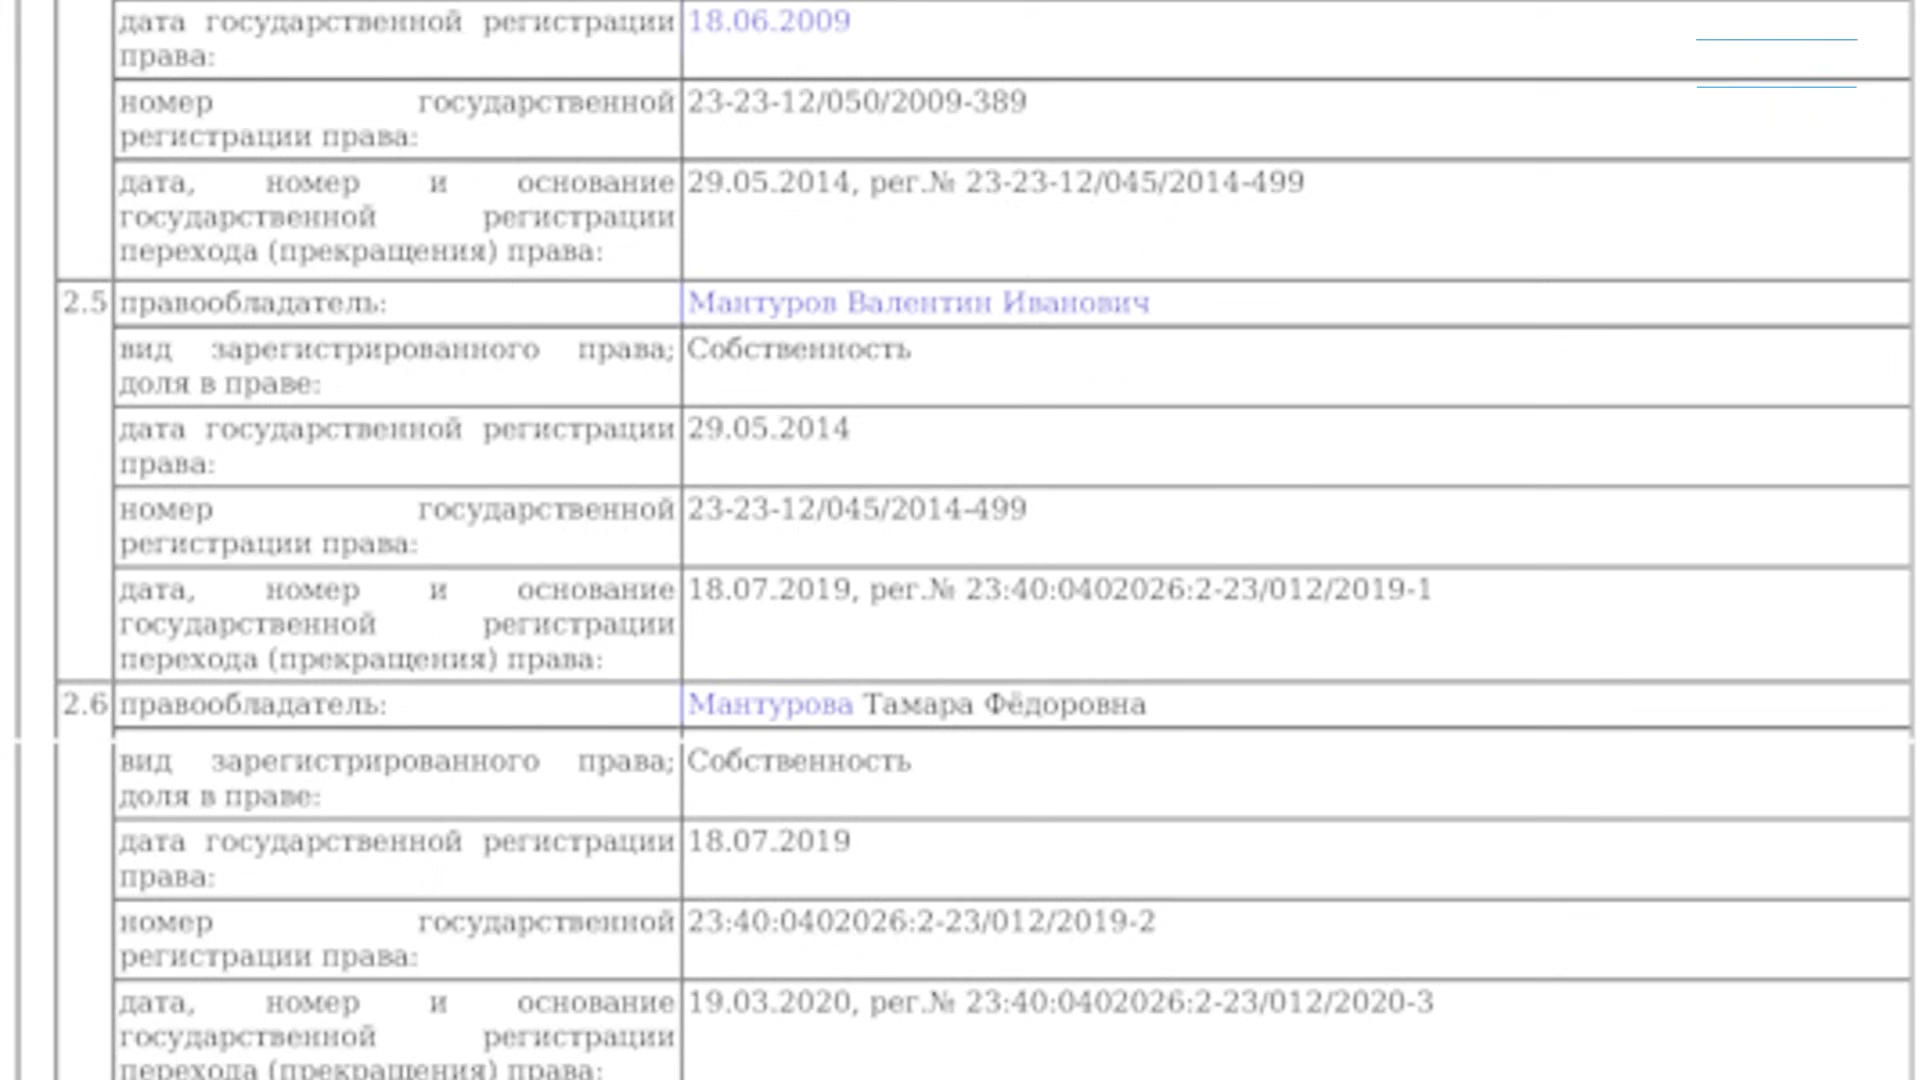 дата государственной регистрации 18.06.2009
права:
номер государственной 23-23-12/050/2009-389
регистрации права:
дата, номер и основание 29.05.2014, рег.№ 23-23-12/045/2014-499
государственной регистрации
перехода (прекращения) права:
2.5 правообладатель: Мантуров Валентин Иванович
вид зарегистрированного права; Собственность
доля в праве:
дата государственной регистрации 29.05.2014
права:
номер государственной 23-23-12/045/2014-499
регистрации права:
дата, номер и основание 18.07.2019, рег.№ 23:40:0402026:2-23/012/2019-1
государственной регистрации
перехода (прекращения) права:
2.6 правообладатель: Мантурова Тамара Фёдоровна
вид зарегистрированного права; Собственность
доля в праве:
дата государственной регистрации 18.07.2019
права:
номер государственной 23:40:0402026:2-23/012/2019-2
регистрации права:
дата, номер и основание 19.03.2020, рег.№ 23:40:0402026:2-23/012/2020-3
государственной регистрации
перехода (прекращения) права: